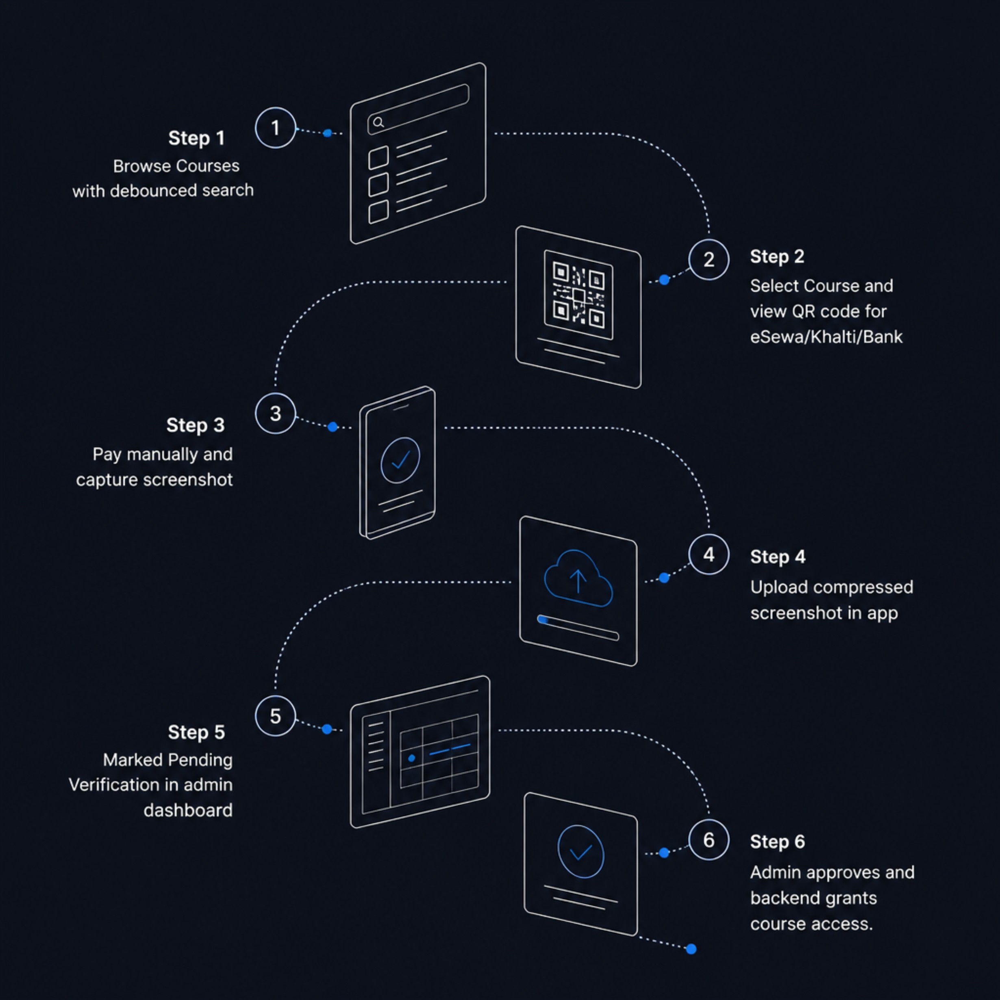 1
Step 1
Browse Courses
with debounced search
2
Step 2
Select Course and
view QR code for
eSewa/Khalti/Bank
3
Step 3
Pay manually and
capture screenshot
4
Step 4
Upload compressed
screenshot in app
5
Step 5
Marked Pending
Verification in admin
dashboard
6
Step 6
Admin approves and
backend grants
course access.